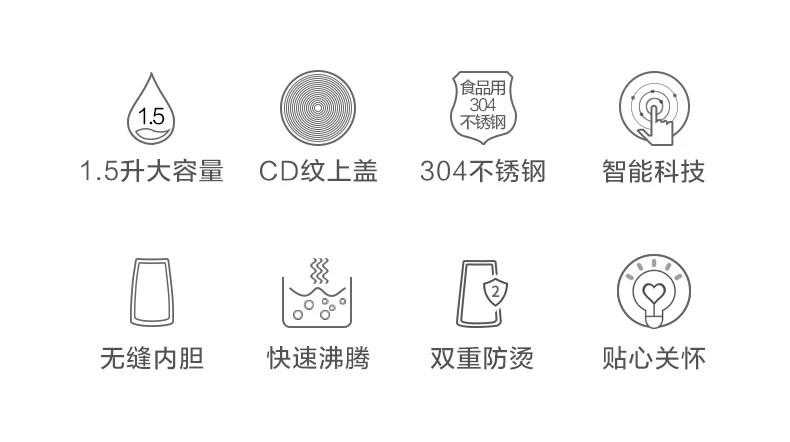 1.5
食品用
304
不锈钢
1.5升大容量
CD纹上盖
304不锈钢
智能科技
2
无缝内胆
快速沸腾
双重防烫
贴心关怀